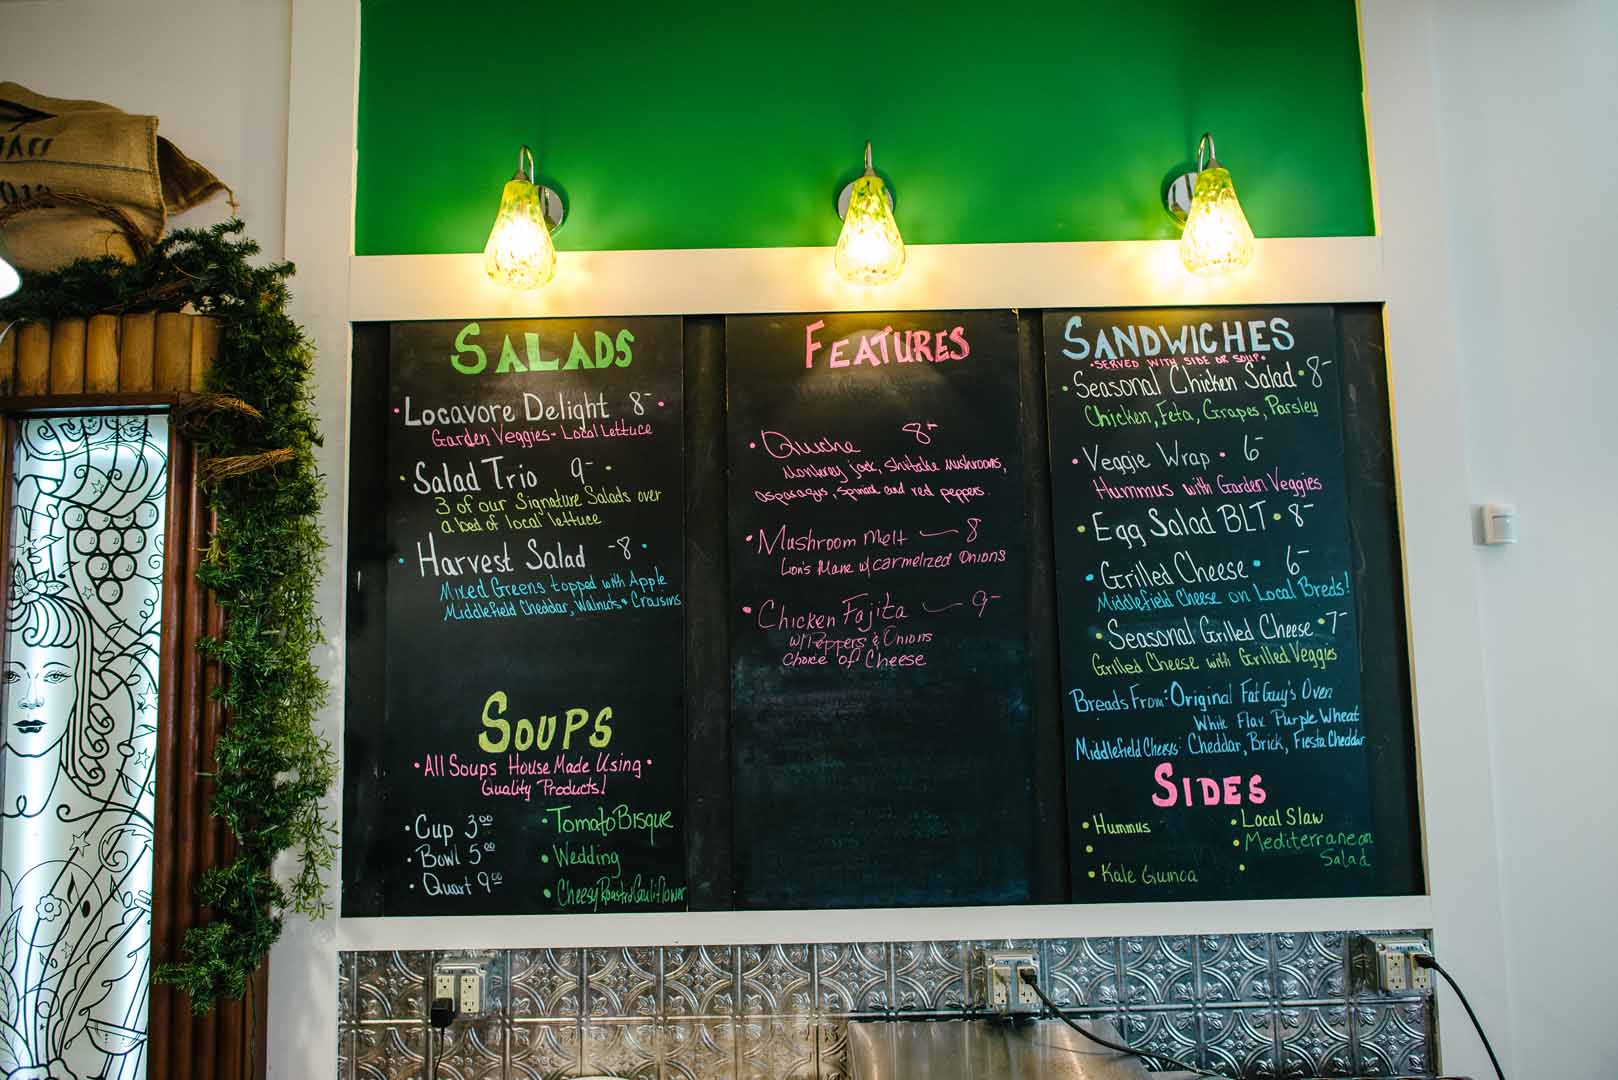 SALADS
• Locavore Delight 8- •
Garden Veggies - Local Lettuce
• Salad Trio 9- •
3 of our Signature Salads over
a bed of local lettuce
• Harvest Salad -8 •
Mixed Greens topped with Apple
Middlefield Cheddar, Walnuts + Craisins
SOUPS
• All Soups House Made Using •
Quality Products!
• Cup 3.00
• Bowl 5.00
• Quart 9.00
• Tomato Bisque
• Wedding
• Cheesy Roasted Cauliflower
FEATURES
• Quiche 8-
jack, Shitake Mushrooms,
asparagus, and red peppers.
• Mushroom Melt — 8
Lion's Mane w/ carmelized Onions
• Chicken Fajita — 9-
w/ Peppers & Onions
choice of Cheese
SANDWICHES
• SERVED WITH SIDE OR SOUP •
• Seasonal Chicken Salad • 8-
Chicken, Feta, Grapes, Parsley
• Veggie Wrap • 6-
Hummus with Garden Veggies
• Egg Salad BLT • 8-
• Grilled Cheese • 6-
Middlefield Cheese on Local Breds!
• Seasonal Grilled Cheese • 7-
Grilled Cheese with Grilled Veggies
Breads From: Original Fat Guy's Oven
White Flax Purple Wheat
Middlefield Cheeses: Cheddar, Brick, Fiesta Cheddar
SIDES
• Hummus
•
• Kale Guinoa
• Local Slaw
• Mediterranean
Salad
•